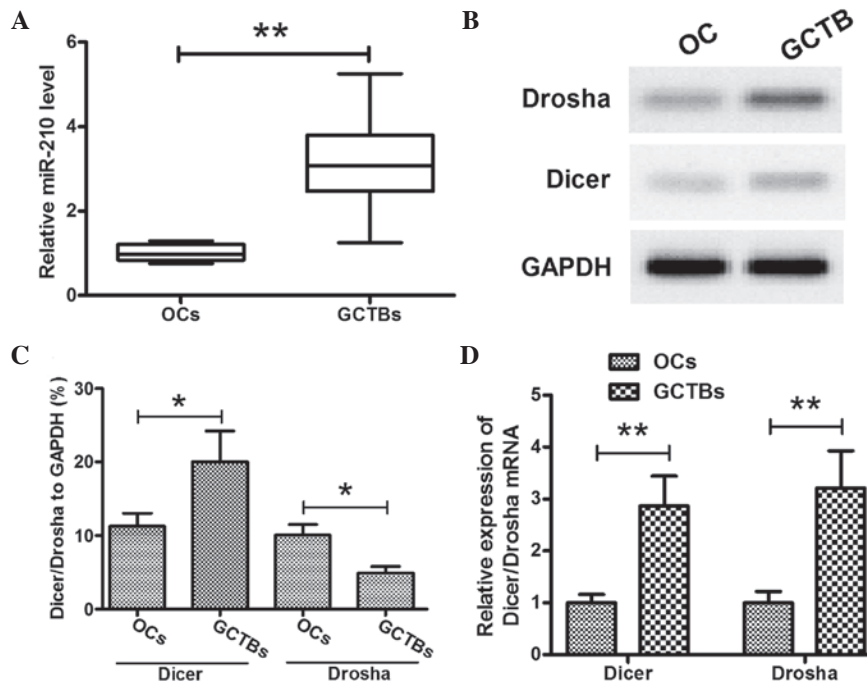 A
Relative miR-210 level
6
4
2
0
**
OCs
GCTBs
B
OC
GCTB
Drosha
Dicer
GAPDH
C
Dicer/Drosha to GAPDH (%)
30
20
10
0
*
*
OCs
GCTBs
OCs
GCTBs
Dicer
Drosha
D
OCs
GCTBs
Relative expression of
Dicer/Drosha mRNA
5
4
3
2
1
0
**
**
Dicer
Drosha